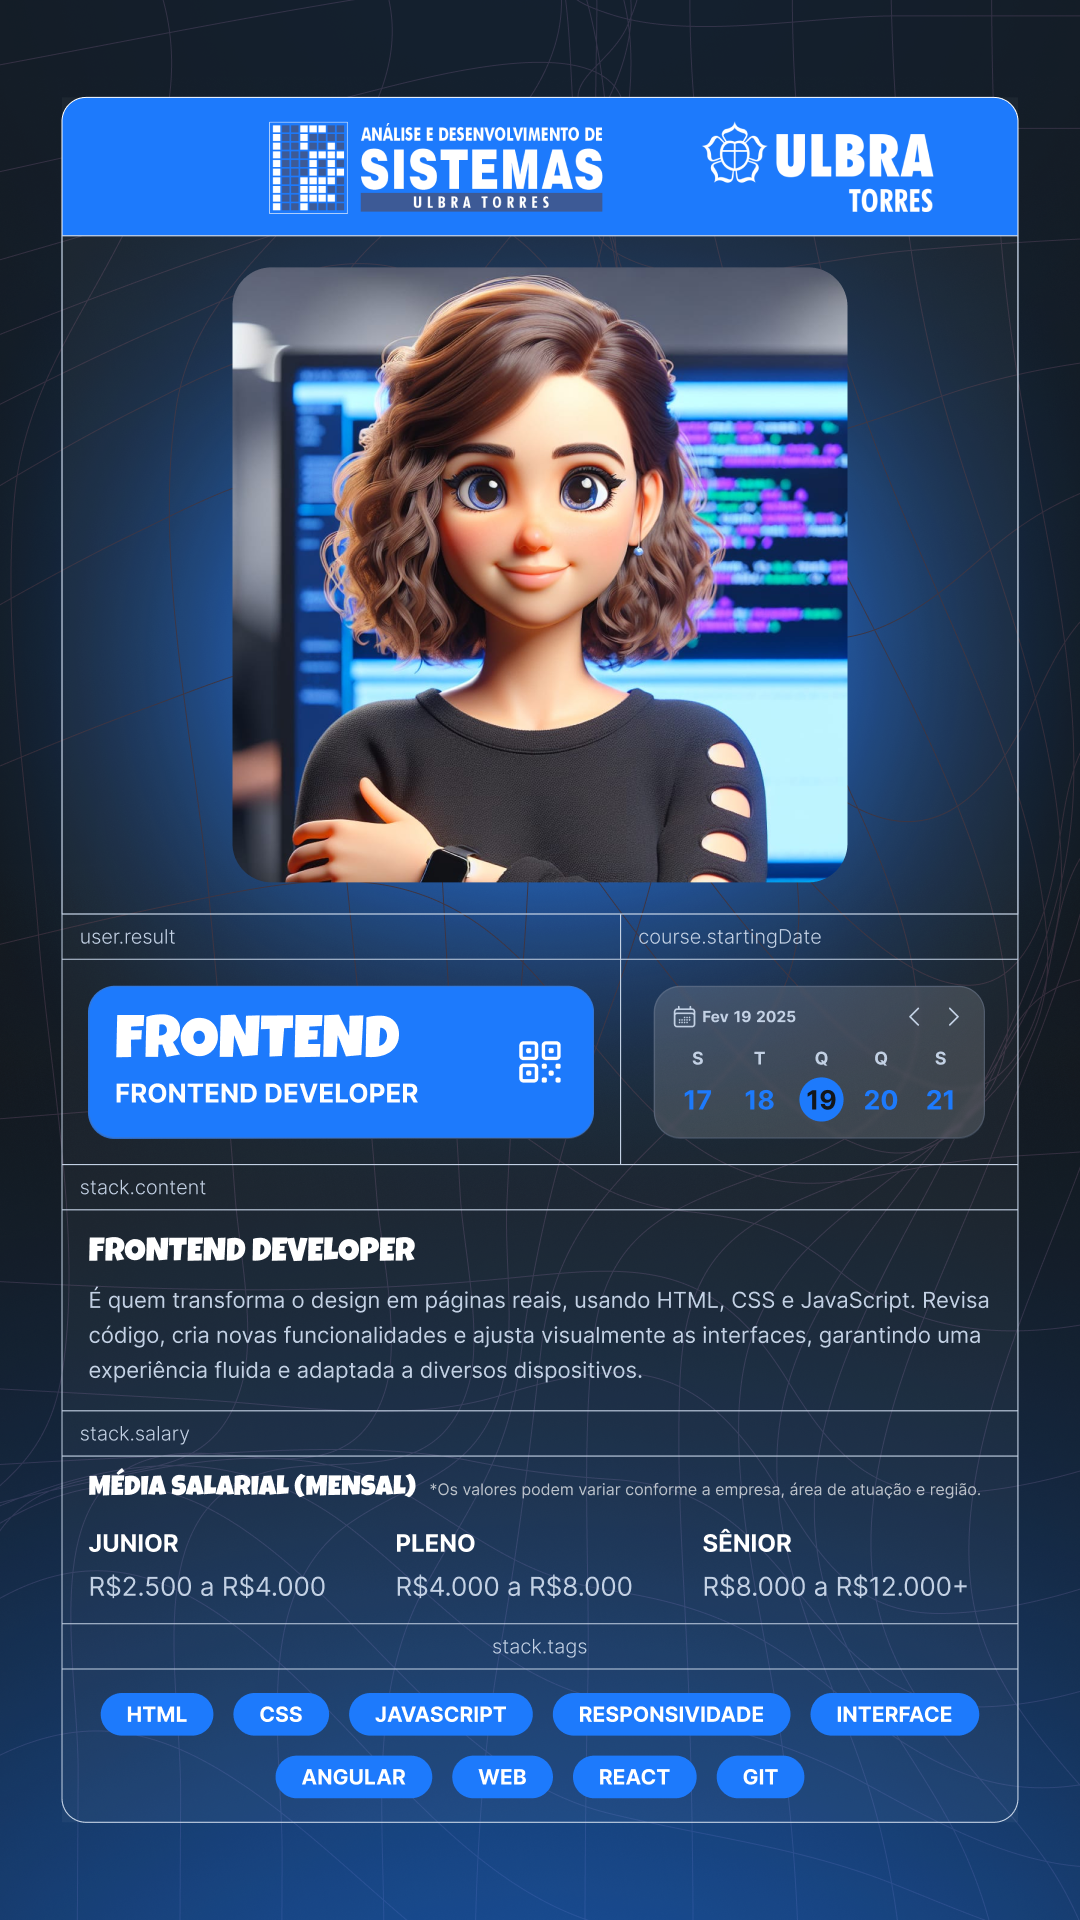 ANÁLISE E DESENVOLVIMENTO DE
SISTEMAS
ULBRA TORRES
ULBRA
TORRES
user.result
course.startingDate
FRONTEND
FRONTEND DEVELOPER
Fev 19 2025
S T Q Q S
17 18 19 20 21
stack.content
FRONTEND DEVELOPER
É quem transforma o design em páginas reais, usando HTML, CSS e JavaScript. Revisa
código, cria novas funcionalidades e ajusta visualmente as interfaces, garantindo uma
experiência fluida e adaptada a diversos dispositivos.
stack.salary
MÉDIA SALARIAL (MENSAL) *Os valores podem variar conforme a empresa, área de atuação e região.
JUNIOR PLENO SÊNIOR
R$2.500 a R$4.000 R$4.000 a R$8.000 R$8.000 a R$12.000+
stack.tags
HTML CSS JAVASCRIPT RESPONSIVIDADE INTERFACE
ANGULAR WEB REACT GIT